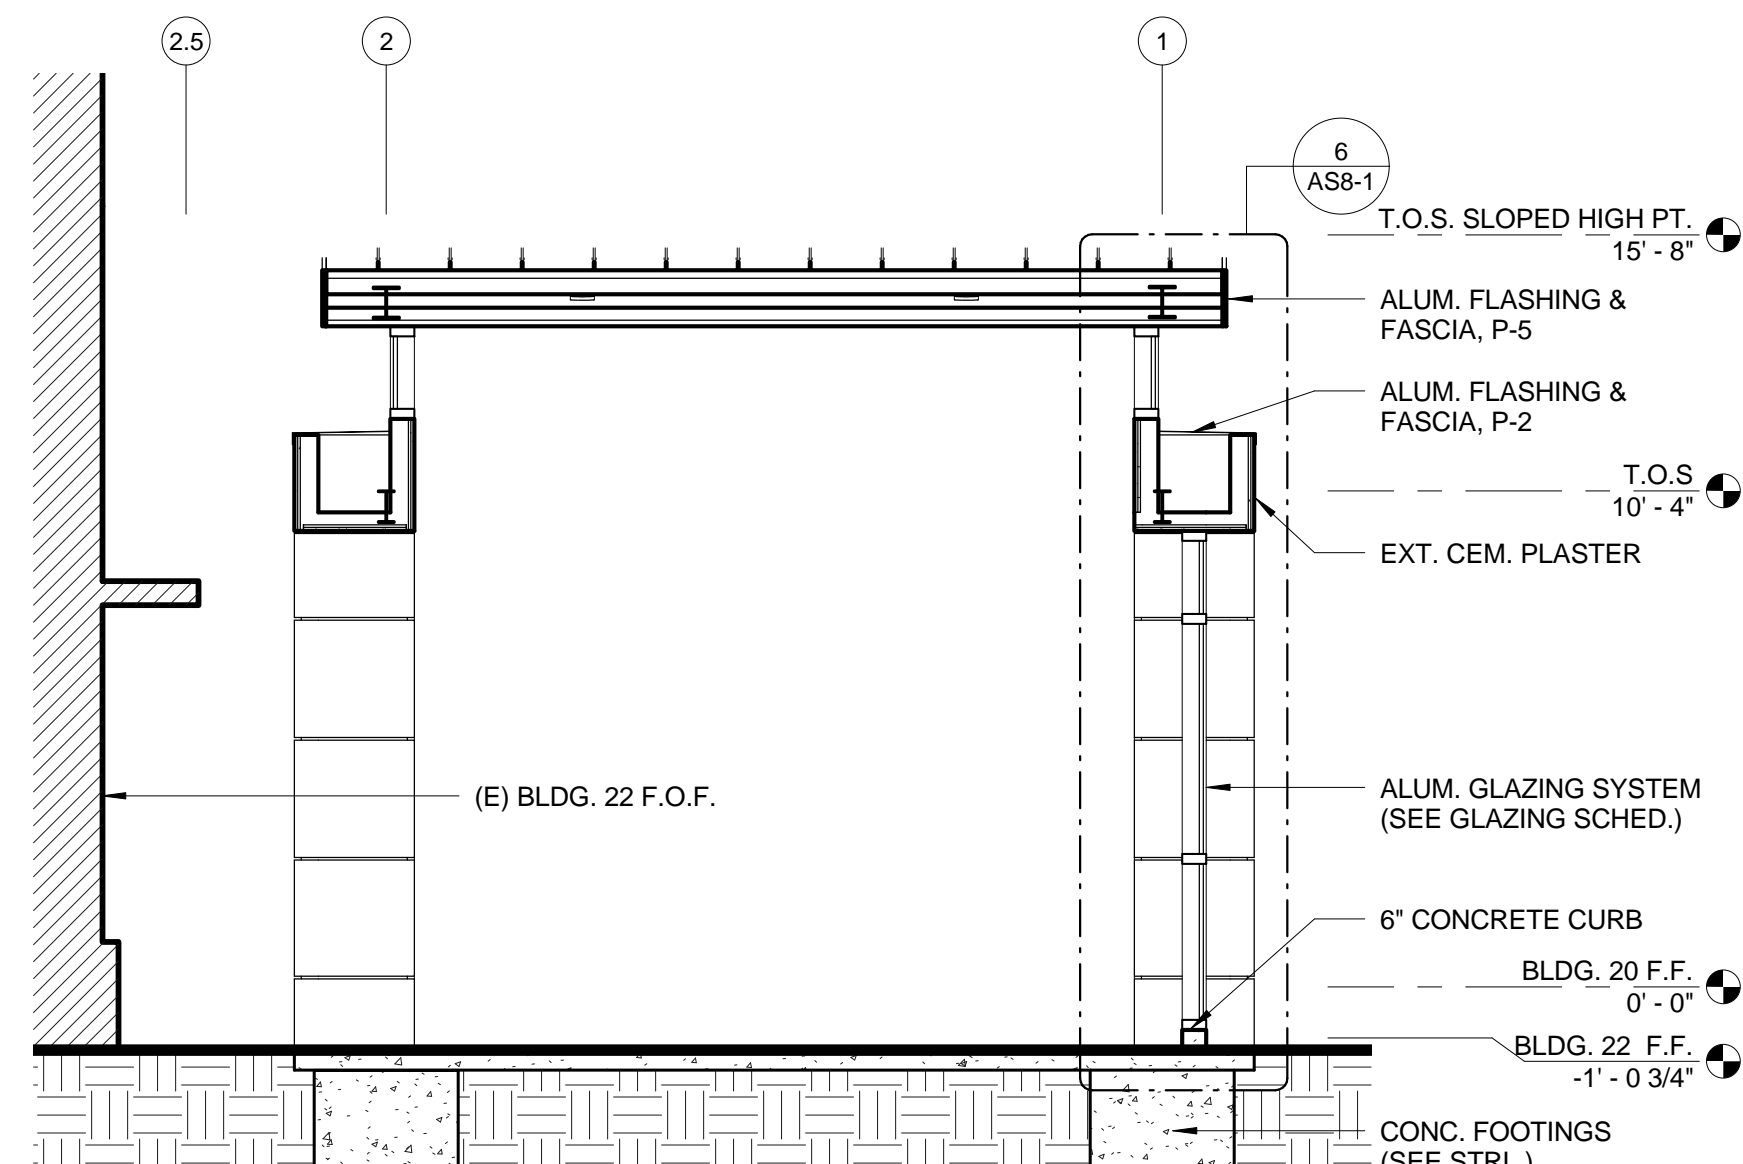 2.5
2
1
6
AS8-1
T.O.S. SLOPED HIGH PT.
15' - 8"
ALUM. FLASHING &
FASCIA, P-5
ALUM. FLASHING &
FASCIA, P-2
T.O.S
10' - 4"
EXT. CEM. PLASTER
(E) BLDG. 22 F.O.F.
ALUM. GLAZING SYSTEM
(SEE GLAZING SCHED.)
6" CONCRETE CURB
BLDG. 20 F.F.
0' - 0"
BLDG. 22 F.F.
-1' - 0 3/4"
CONC. FOOTINGS
(SEE STRL.)